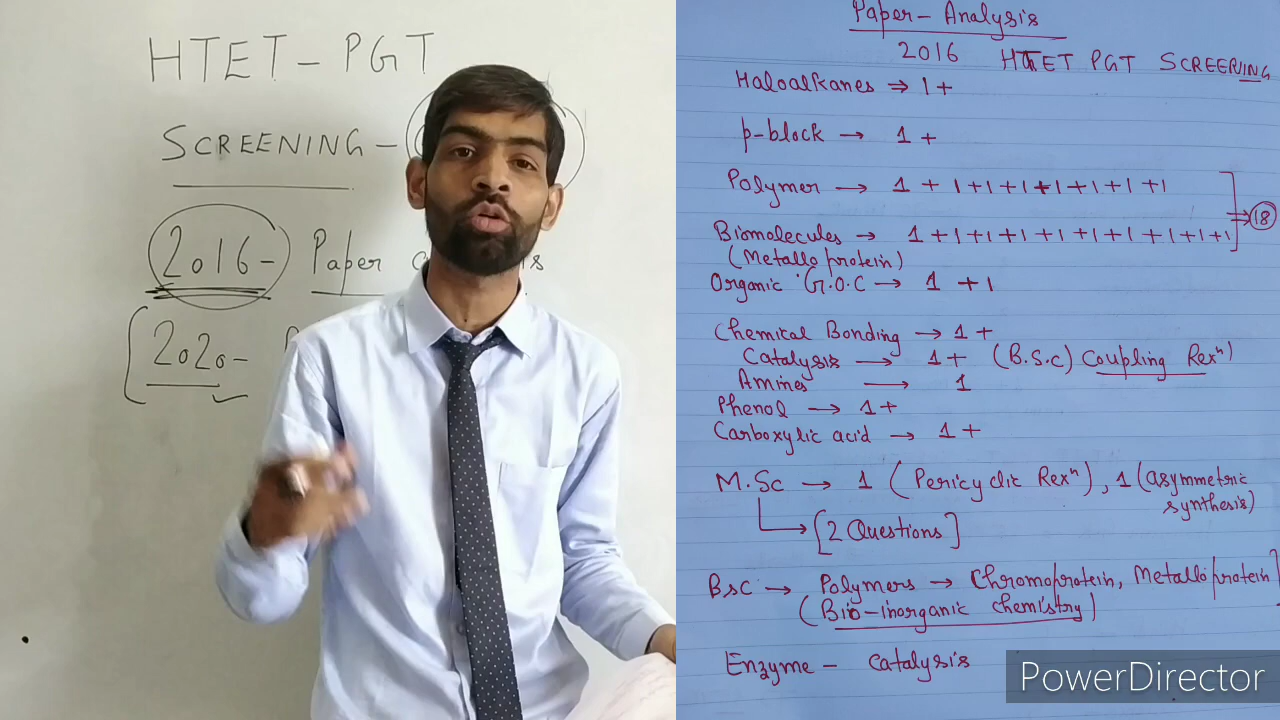 HTET - PGT
SCREENING - 
2016 - Paper
2020 -
Paper - Analysis
2016 HTET PGT SCREENING
Haloalkanes ⇒ 1 +
p-block → 1 +
Polymer → 1 + 1 + 1 + 1 + 1 + 1 + 1 + 1
Biomolecules → 1 + 1 + 1 + 1 + 1 + 1 + 1 + 1 + 1 + 1 ⇒ 18
(Metalloprotein)
Organic G.O.C → 1 + 1
Chemical Bonding → 1 +
Catalysis → 1 + (B.S.c) Coupling Rexⁿ)
Amines → 1
Phenol → 1 +
Carboxylic acid → 1 +
M.Sc → 1 (Pericyclic Rexⁿ), 1 (asymmetric
synthesis)
[2 Questions]
BSC → Polymers → Chromoprotein, Metalloprotein]
(Bio-inorganic chemistry)
Enzyme - catalysis
PowerDirector